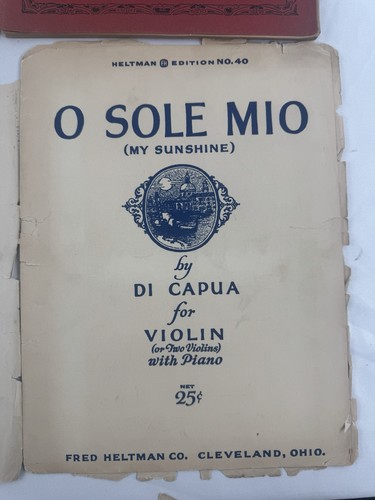 HELTMAN EDITION NO. 40
O SOLE MIO
(MY SUNSHINE)
by
DI CAPUA
for
VIOLIN
(or Two Violins)
with Piano
NET
25¢
FRED HELTMAN CO. CLEVELAND, OHIO.